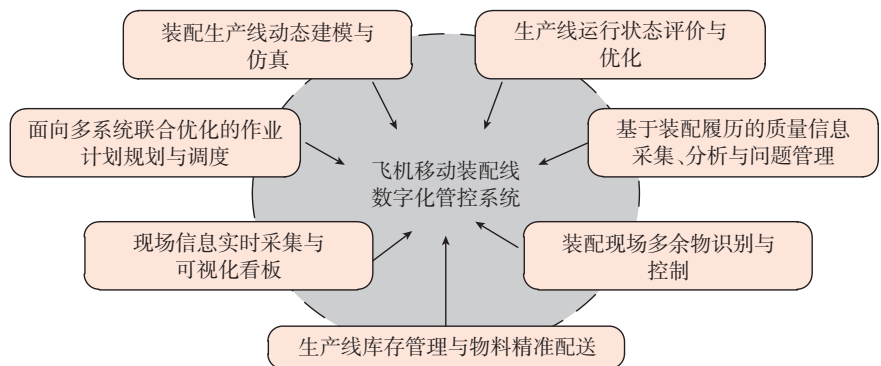 装配生产线动态建模与
仿真
生产线运行状态评价与
优化
面向多系统联合优化的作业
计划规划与调度
基于装配履历的质量信息
采集、分析与问题管理
飞机移动装配线
数字化管控系统
现场信息实时采集与
可视化看板
装配现场多余物识别与
控制
生产线库存管理与物料精准配送